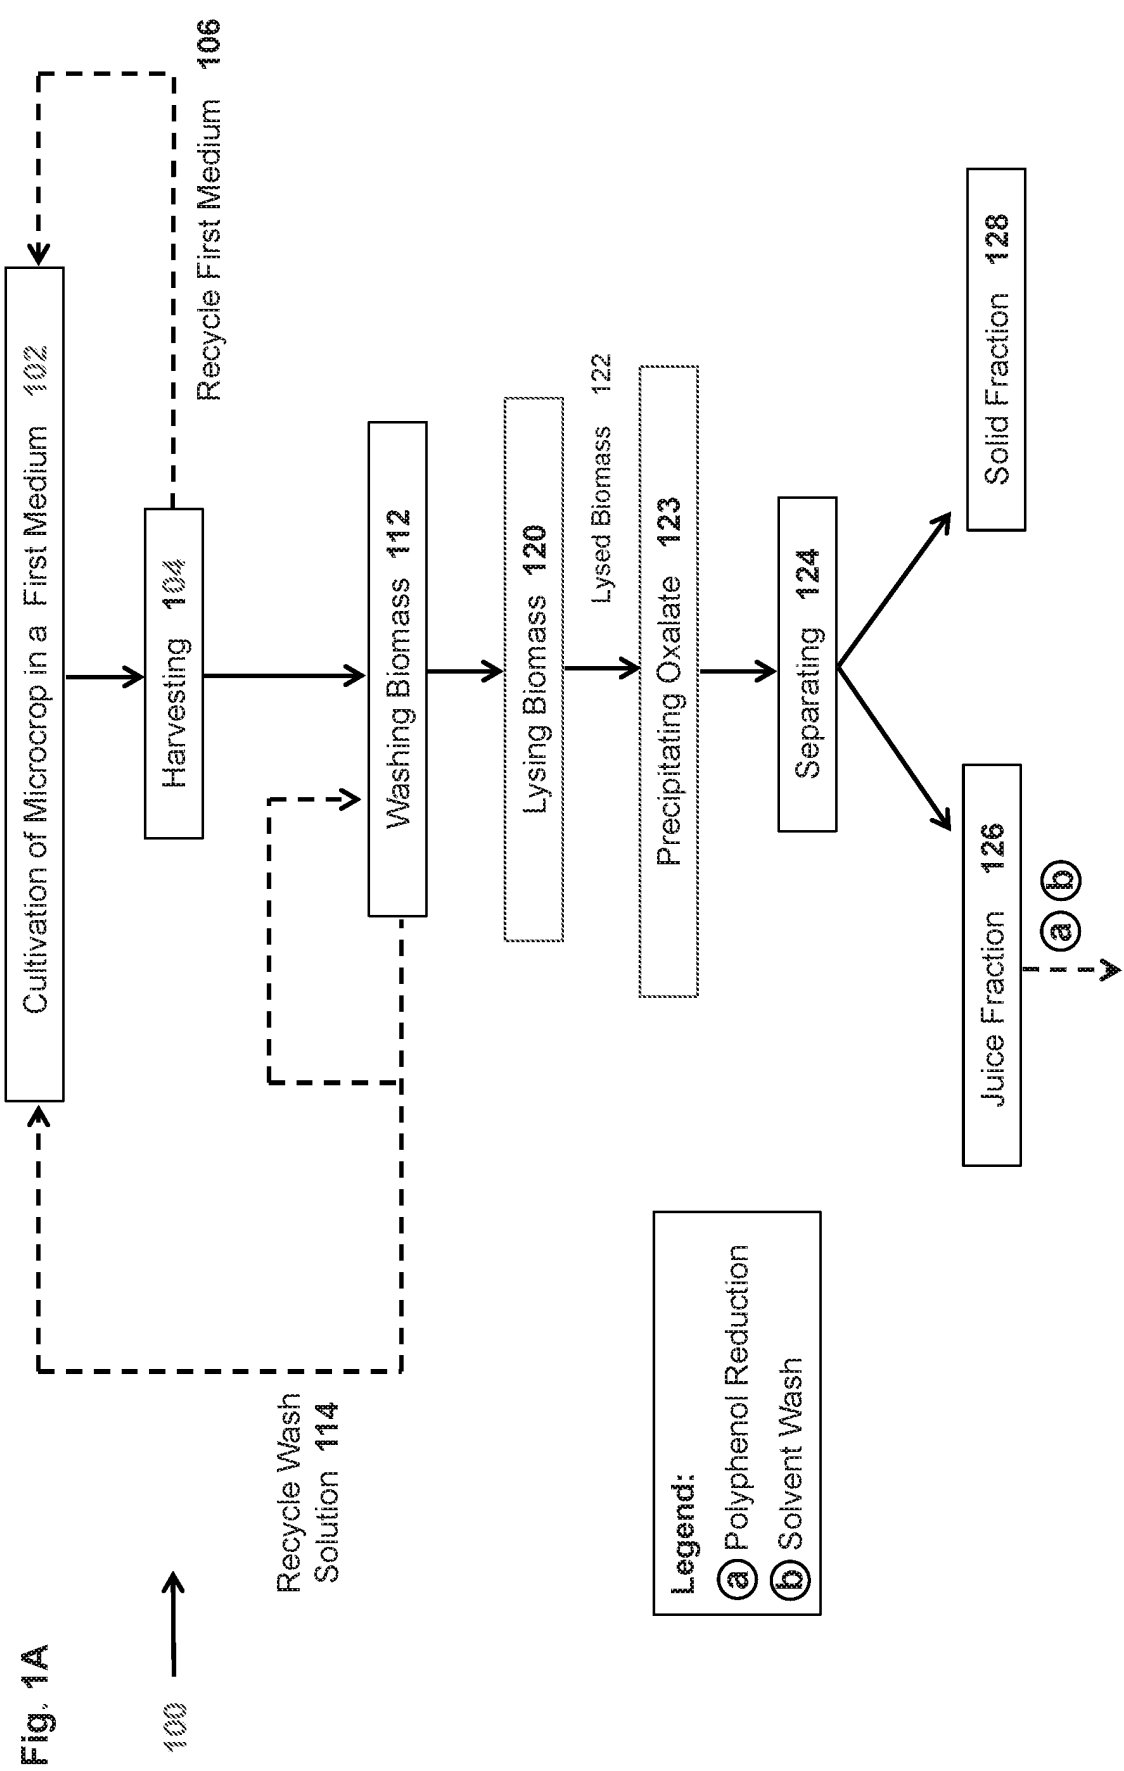 Fig. 1A
100
Cultivation of Microcrop in a First Medium 102
Harvesting 104
Recycle First Medium 106
Recycle Wash
Solution 114
Washing Biomass 112
Lysing Biomass 120
Lysed Biomass 122
Precipitating Oxalate 123
Separating 124
Juice Fraction 126
Solid Fraction 128
a b
Legend:
a Polyphenol Reduction
b Solvent Wash